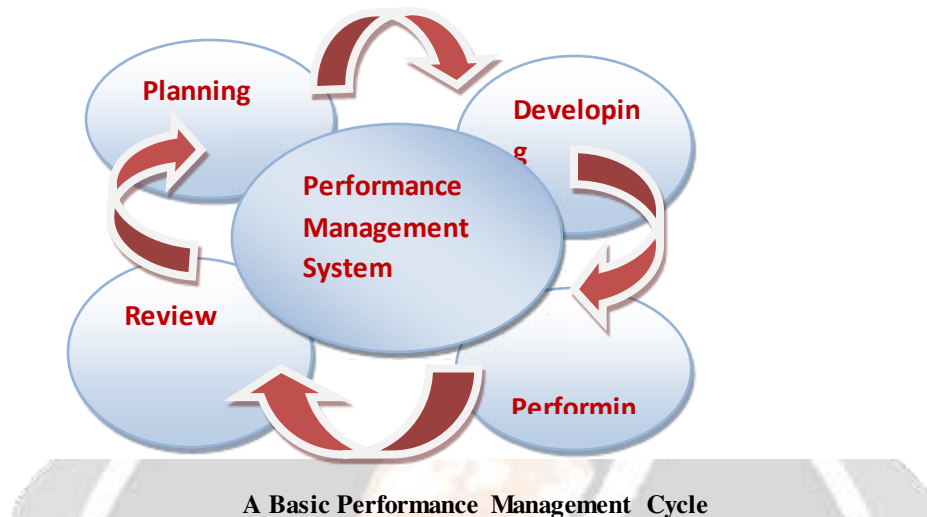 Planning
Developin
g
Performance
Management
System
Review
Performin
A Basic Performance Management Cycle